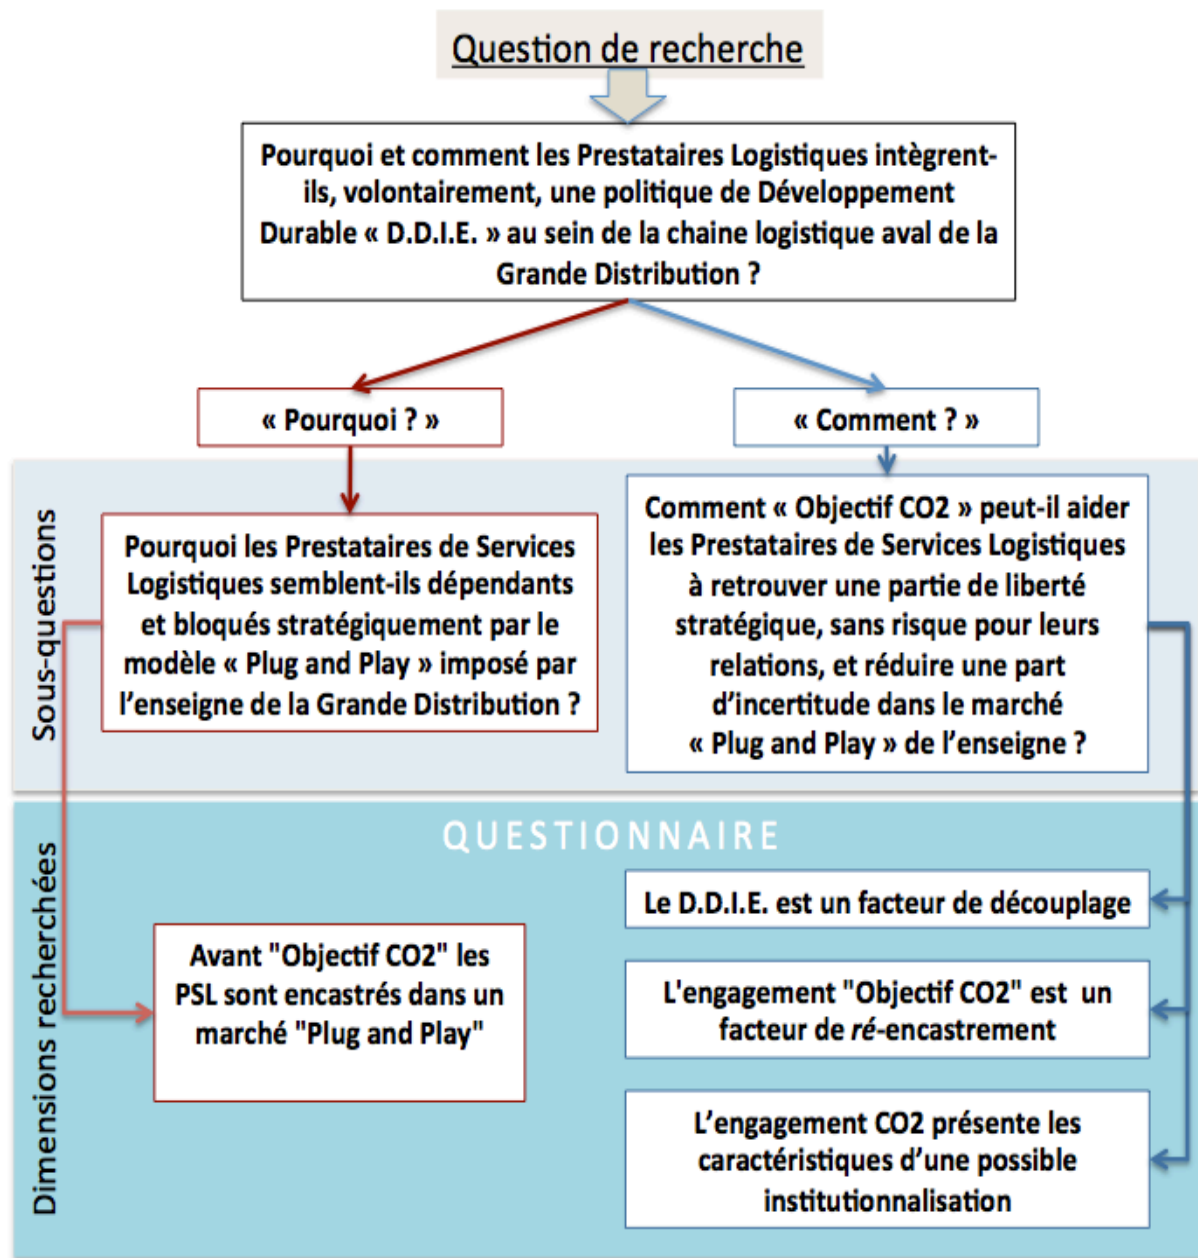 Question de recherche
Pourquoi et comment les Prestataires Logistiques intègrent-
ils, volontairement, une politique de Développement
Durable « D.D.I.E. » au sein de la chaine logistique aval de la
Grande Distribution ?
« Pourquoi ? »
« Comment ? »
Sous-questions
Pourquoi les Prestataires de Services
Logistiques semblent-ils dépendants
et bloqués stratégiquement par le
modèle « Plug and Play » imposé par
l’enseigne de la Grande Distribution ?
Comment « Objectif CO2 » peut-il aider
les Prestataires de Services Logistiques
à retrouver une partie de liberté
stratégique, sans risque pour leurs
relations, et réduire une part
d’incertitude dans le marché
« Plug and Play » de l’enseigne ?
QUESTIONNAIRE
Dimensions recherchées
Avant "Objectif CO2" les
PSL sont encastrés dans un
marché "Plug and Play"
Le D.D.I.E. est un facteur de découplage
L'engagement "Objectif CO2" est un
facteur de ré-encastrement
L’engagement CO2 présente les
caractéristiques d’une possible
institutionnalisation